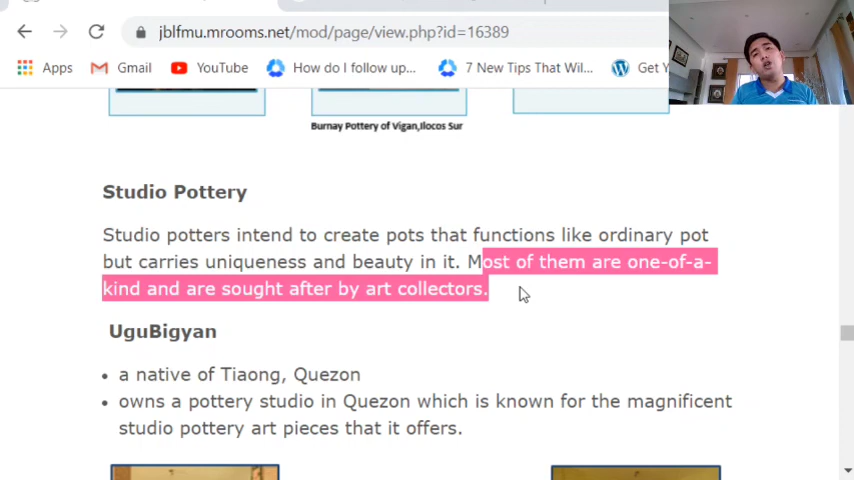 jblfmu.mrooms.net/mod/page/view.php?id=16389
Apps Gmail YouTube How do I follow up... 7 New Tips That Wil... Get Y
Burnay Pottery of Vigan,Ilocos Sur
Studio Pottery
Studio potters intend to create pots that functions like ordinary pot
but carries uniqueness and beauty in it. Most of them are one-of-a-
kind and are sought after by art collectors.
UguBigyan
• a native of Tiaong, Quezon
• owns a pottery studio in Quezon which is known for the magnificent
studio pottery art pieces that it offers.